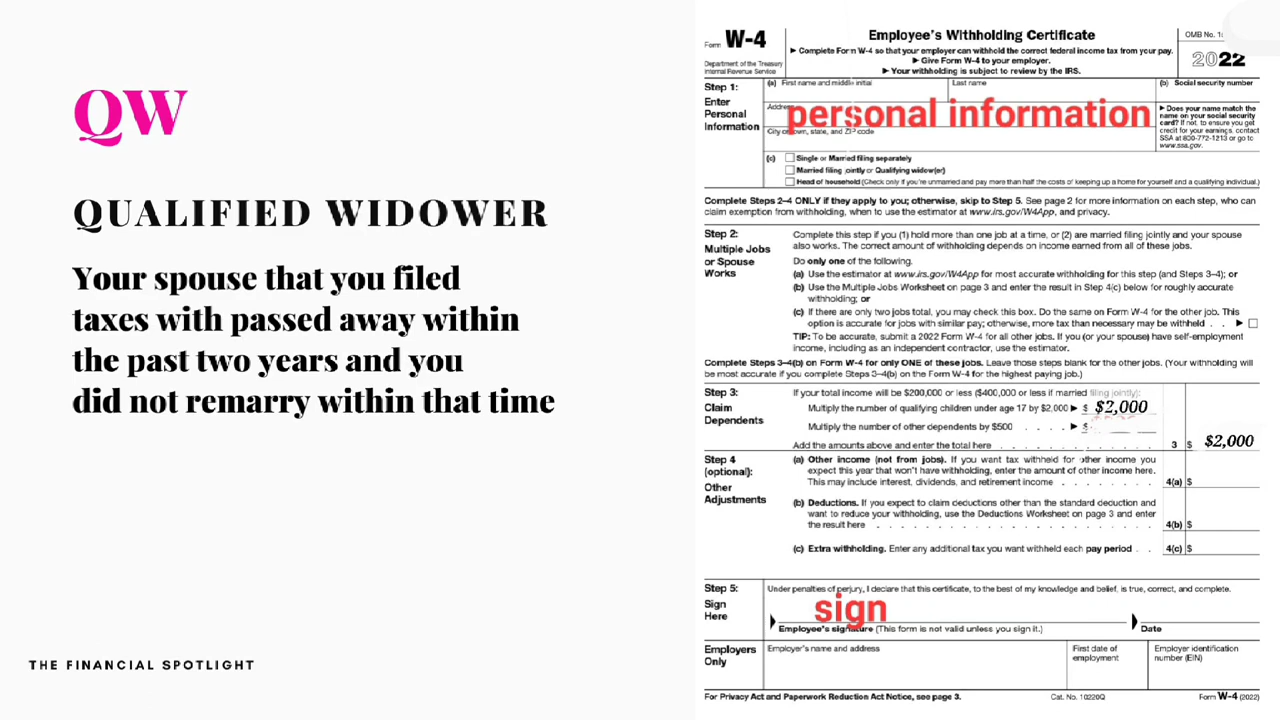 QW
QUALIFIED WIDOWER
Your spouse that you filed
taxes with passed away within
the past two years and you
did not remarry within that time
THE FINANCIAL SPOTLIGHT
Form W-4
Department of the Treasury
Internal Revenue Service
Employee's Withholding Certificate
▶ Complete Form W-4 so that your employer can withhold the correct federal income tax from your pay.
▶ Give Form W-4 to your employer.
▶ Your withholding is subject to review by the IRS.
OMB No.
2022
Step 1:
Enter
Personal
Information
(a) First name and middle initial
Last name
(b) Social security number
Address
personal information
City or town, state, and ZIP code
▶ Does your name match the
name on your social security
card? If not, to ensure you get
credit for your earnings, contact
SSA at 800-772-1213 or go to
www.ssa.gov.
(c) Single or Married filing separately
Married filing jointly or Qualifying widow(er)
Head of household (Check only if you're unmarried and pay more than half the costs of keeping up a home for yourself and a qualifying individual.)
Complete Steps 2–4 ONLY if they apply to you; otherwise, skip to Step 5. See page 2 for more information on each step, who can
claim exemption from withholding, when to use the estimator at www.irs.gov/W4App, and privacy.
Step 2:
Multiple Jobs
or Spouse
Works
Complete this step if you (1) hold more than one job at a time, or (2) are married filing jointly and your spouse
also works. The correct amount of withholding depends on income earned from all of these jobs.
Do only one of the following.
(a) Use the estimator at www.irs.gov/W4App for most accurate withholding for this step (and Steps 3–4); or
(b) Use the Multiple Jobs Worksheet on page 3 and enter the result in Step 4(c) below for roughly accurate
withholding; or
(c) If there are only two jobs total, you may check this box. Do the same on Form W-4 for the other job. This
option is accurate for jobs with similar pay; otherwise, more tax than necessary may be withheld . . ▶
TIP: To be accurate, submit a 2022 Form W-4 for all other jobs. If you (or your spouse) have self-employment
income, including as an independent contractor, use the estimator.
Complete Steps 3–4(b) on Form W-4 for only ONE of these jobs. Leave those steps blank for the other jobs. (Your withholding will
be most accurate if you complete Steps 3–4(b) on the Form W-4 for the highest paying job.)
Step 3:
Claim
Dependents
If your total income will be $200,000 or less ($400,000 or less if married filing jointly):
Multiply the number of qualifying children under age 17 by $2,000 ▶ $ $2,000
Multiply the number of other dependents by $500 . . . . ▶ $
Add the amounts above and enter the total here . . . . . . . . . . . . . 3 $ $2,000
Step 4
(optional):
Other
Adjustments
(a) Other income (not from jobs). If you want tax withheld for other income you
expect this year that won't have withholding, enter the amount of other income here.
This may include interest, dividends, and retirement income . . . . . . . . 4(a) $
(b) Deductions. If you expect to claim deductions other than the standard deduction and
want to reduce your withholding, use the Deductions Worksheet on page 3 and enter
the result here . . . . . . . . . . . . . . . . . . . . . . . 4(b) $
(c) Extra withholding. Enter any additional tax you want withheld each pay period . . 4(c) $
Step 5:
Sign
Here
Under penalties of perjury, I declare that this certificate, to the best of my knowledge and belief, is true, correct, and complete.
sign
Employee's signature (This form is not valid unless you sign it.)
Date
Employers
Only
Employer's name and address
First date of
employment
Employer identification
number (EIN)
For Privacy Act and Paperwork Reduction Act Notice, see page 3.
Cat. No. 10220Q
Form W-4 (2022)